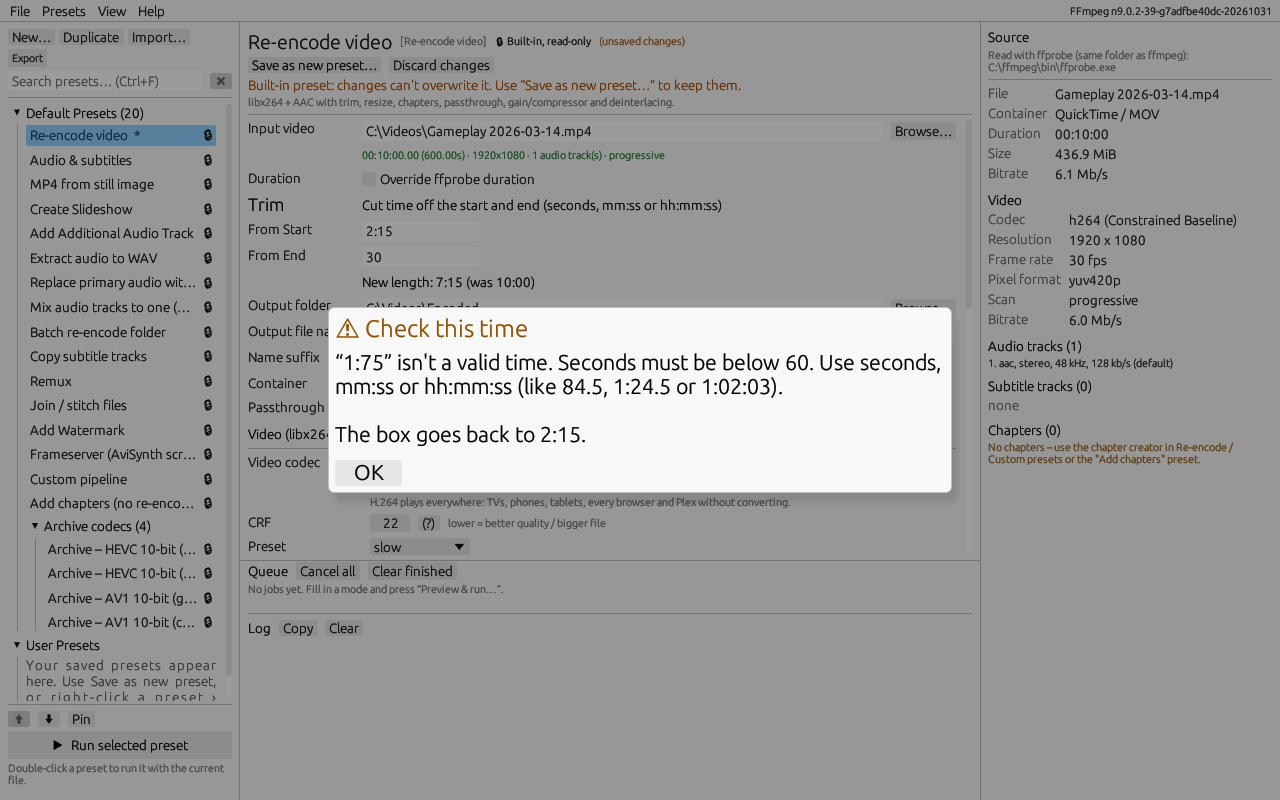 File Presets View Help
FFmpeg n9.0.2-39-g7adfbe40dc-20261031
New… Duplicate Import…
Export
Search presets… (Ctrl+F)
Default Presets (20)
Re-encode video *
Audio & subtitles
MP4 from still image
Create Slideshow
Add Additional Audio Track
Extract audio to WAV
Replace primary audio wit…
Mix audio tracks to one (…
Batch re-encode folder
Copy subtitle tracks
Remux
Join / stitch files
Add Watermark
Frameserver (AviSynth scr…
Custom pipeline
Add chapters (no re-enco…
Archive codecs (4)
Archive – HEVC 10-bit (…
Archive – HEVC 10-bit (…
Archive – AV1 10-bit (g…
Archive – AV1 10-bit (c…
User Presets
Your saved presets appear
here. Use Save as new preset,
or right-click a preset ›
Pin
Run selected preset
Double-click a preset to run it with the current
file.
Re-encode video [Re-encode video] Built-in, read-only (unsaved changes)
Save as new preset… Discard changes
Built-in preset: changes can't overwrite it. Use “Save as new preset…” to keep them.
libx264 + AAC with trim, resize, chapters, passthrough, gain/compressor and deinterlacing.
Input video C:\Videos\Gameplay 2026-03-14.mp4 Browse…
00:10:00.00 (600.00s) · 1920x1080 · 1 audio track(s) · progressive
Duration Override ffprobe duration
Trim Cut time off the start and end (seconds, mm:ss or hh:mm:ss)
From Start 2:15
From End 30
New length: 7:15 (was 10:00)
Output folder C:\Videos\Encoded Browse…
Output file na
Name suffix
Container
Passthrough
Video (libx264
Video codec
⚠ Check this time
“1:75” isn't a valid time. Seconds must be below 60. Use seconds,
mm:ss or hh:mm:ss (like 84.5, 1:24.5 or 1:02:03).
The box goes back to 2:15.
OK
H.264 plays everywhere: TVs, phones, tablets, every browser and Plex without converting.
CRF 22 (?) lower = better quality / bigger file
Preset slow
Queue Cancel all Clear finished
No jobs yet. Fill in a mode and press “Preview & run…”.
Log Copy Clear
Source
Read with ffprobe (same folder as ffmpeg):
C:\ffmpeg\bin\ffprobe.exe
File Gameplay 2026-03-14.mp4
Container QuickTime / MOV
Duration 00:10:00
Size 436.9 MiB
Bitrate 6.1 Mb/s
Video
Codec h264 (Constrained Baseline)
Resolution 1920 x 1080
Frame rate 30 fps
Pixel format yuv420p
Scan progressive
Bitrate 6.0 Mb/s
Audio tracks (1)
1. aac, stereo, 48 kHz, 128 kb/s (default)
Subtitle tracks (0)
none
Chapters (0)
No chapters – use the chapter creator in Re-encode /
Custom presets or the "Add chapters" preset.